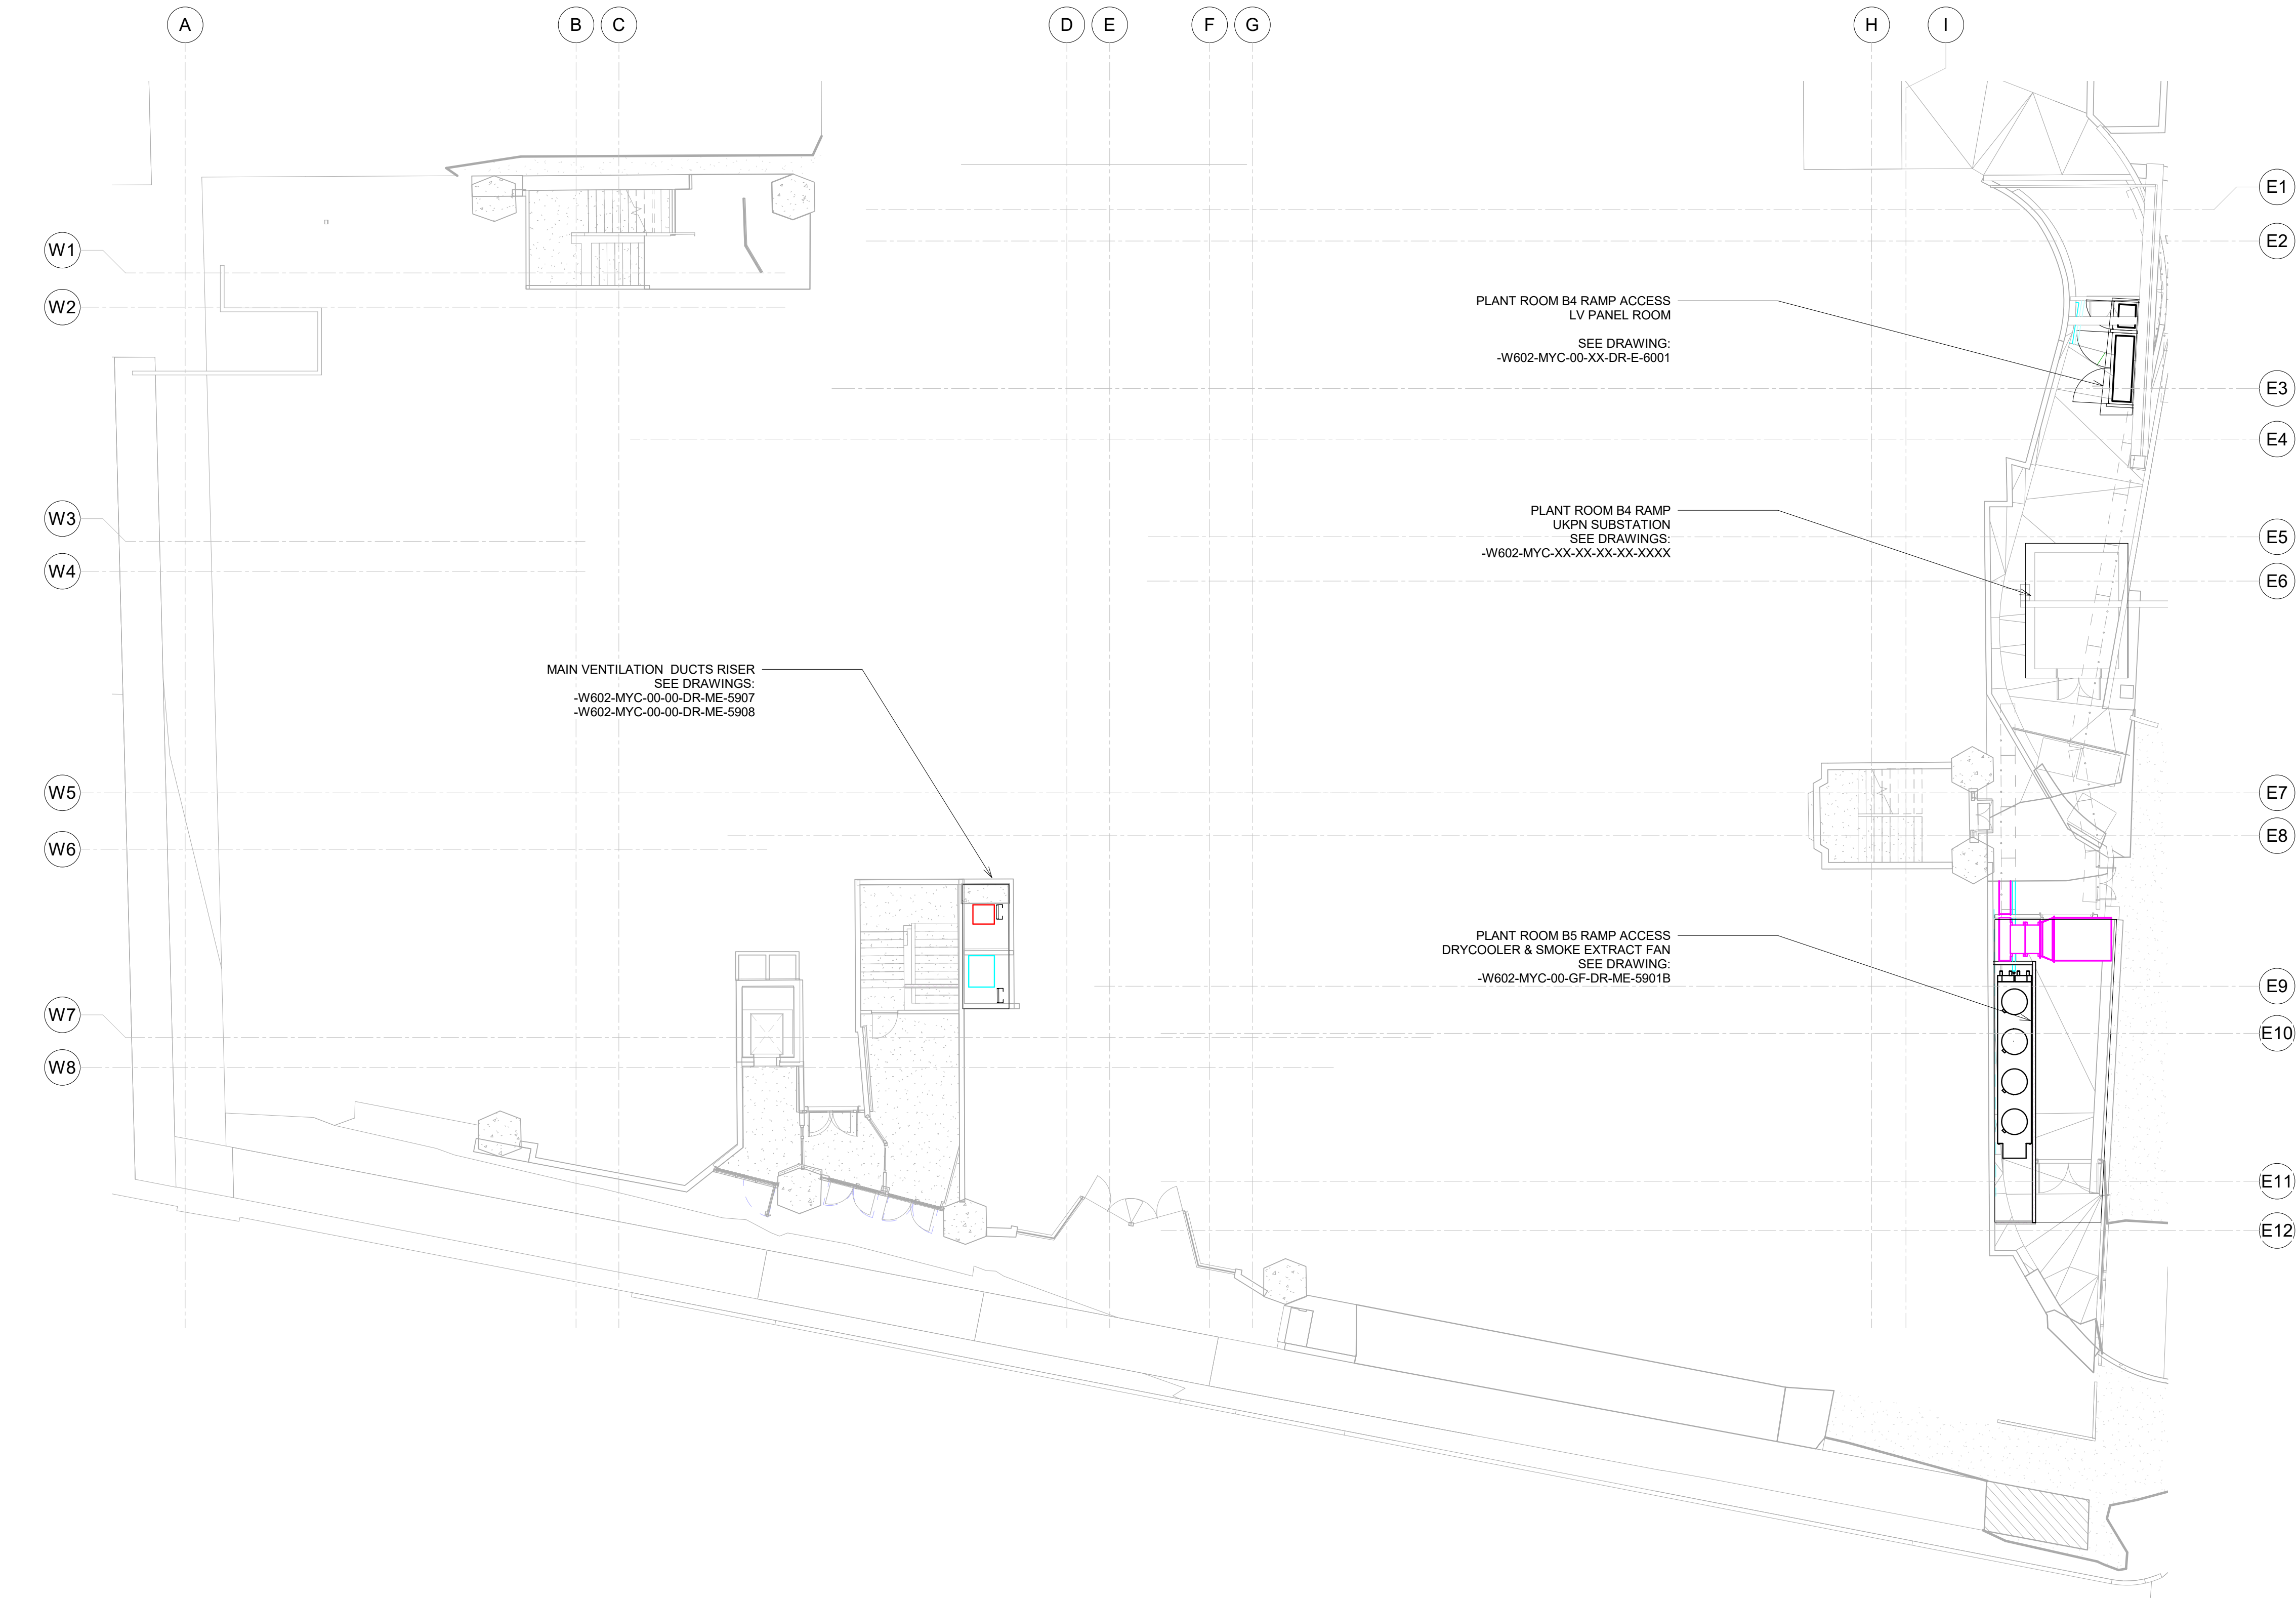 A
B
C
D
E
F
G
H
I
E1
E2
W1
W2
PLANT ROOM B4 RAMP ACCESS
LV PANEL ROOM
SEE DRAWING:
-W602-MYC-00-XX-DR-E-6001
E3
E4
W3
W4
PLANT ROOM B4 RAMP
UKPN SUBSTATION
SEE DRAWINGS:
-W602-MYC-XX-XX-XX-XX-XXXX
E5
E6
MAIN VENTILATION DUCTS RISER
SEE DRAWINGS:
-W602-MYC-00-00-DR-ME-5907
-W602-MYC-00-00-DR-ME-5908
W5
W6
E7
E8
PLANT ROOM B5 RAMP ACCESS
DRYCOOLER & SMOKE EXTRACT FAN
SEE DRAWING:
-W602-MYC-00-GF-DR-ME-5901B
W7
W8
E9
E10
E11
E12